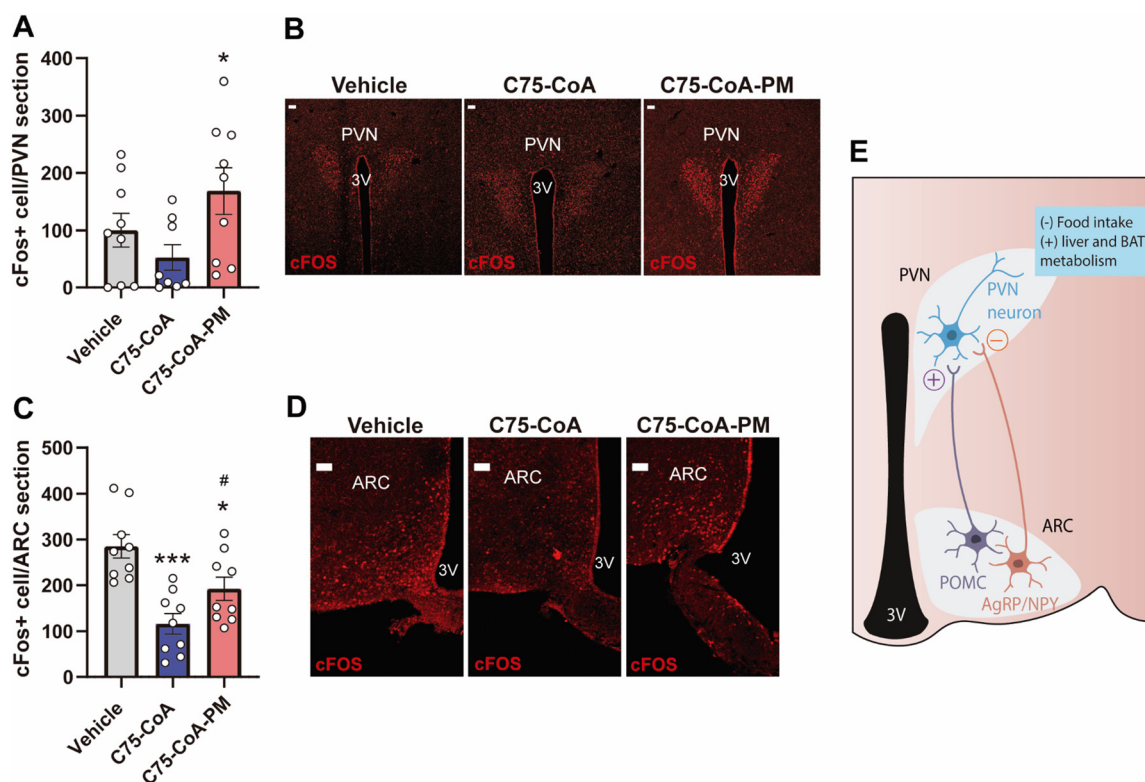 A
cFos+ cell/PVN section
400
300
200
100
0
*
Vehicle
C75-CoA
C75-CoA-PM
B
Vehicle
C75-CoA
C75-CoA-PM
PVN
PVN
PVN
3V
3V
3V
cFOS
cFOS
cFOS
C
cFos+ cell/ARC section
500
400
300
200
100
0
***
#
*
Vehicle
C75-CoA
C75-CoA-PM
D
Vehicle
C75-CoA
C75-CoA-PM
ARC
ARC
ARC
3V
3V
3V
cFOS
cFOS
cFOS
E
(-) Food intake
(+) liver and BAT
metabolism
PVN
PVN
neuron
−
+
ARC
POMC
AgRP/NPY
3V